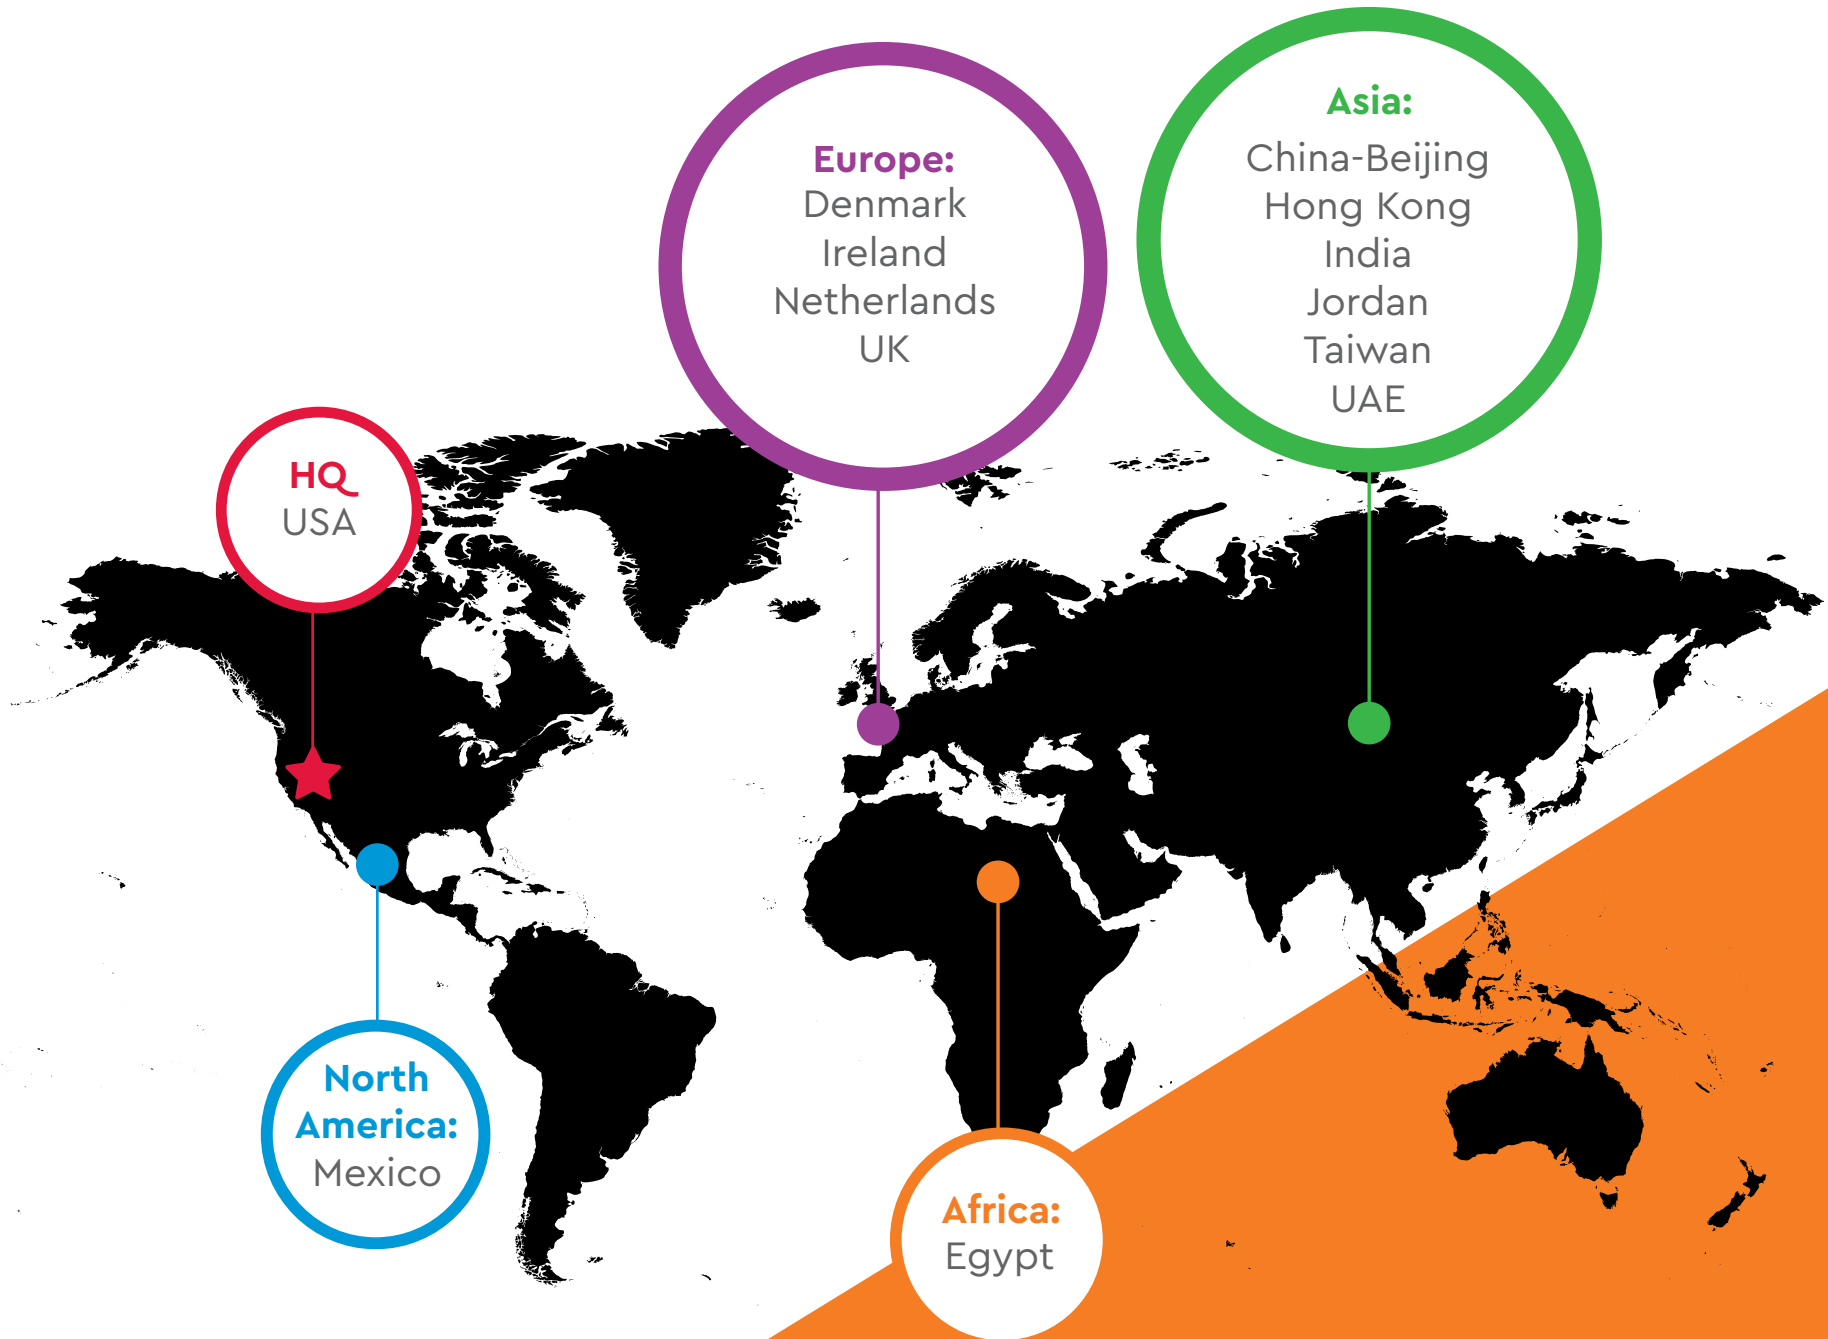 Asia:
China-Beijing
Hong Kong
India
Jordan
Taiwan
UAE
Europe:
Denmark
Ireland
Netherlands
UK
HQ
USA
North
America:
Mexico
Africa:
Egypt